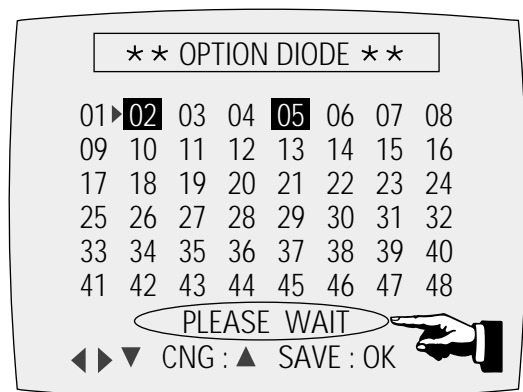 ★ ★ OPTION DIODE ★ ★
01 ▶ 02 03 04 05 06 07 08
09 10 11 12 13 14 15 16
17 18 19 20 21 22 23 24
25 26 27 28 29 30 31 32
33 34 35 36 37 38 39 40
41 42 43 44 45 46 47 48
PLEASE WAIT
◀ ▶ ▼ CNG : ▲ SAVE : OK